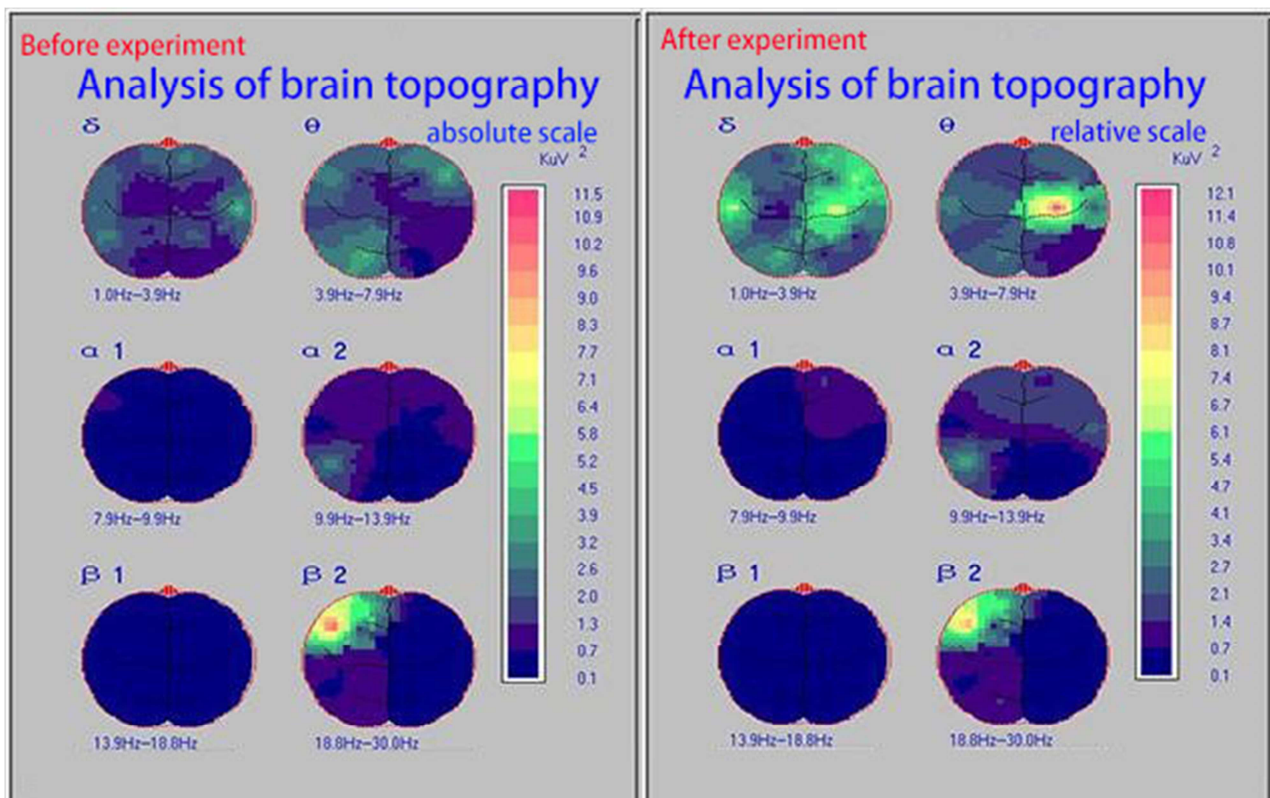 Before experiment
Analysis of brain topography
absolute scale
δ
θ
KuV 2
11.5
10.9
10.2
9.6
9.0
8.3
7.7
7.1
6.4
5.8
5.2
4.5
3.9
3.2
2.6
2.0
1.3
0.7
0.1
1.0Hz–3.9Hz
3.9Hz–7.9Hz
α 1
α 2
7.9Hz–9.9Hz
9.9Hz–13.9Hz
β 1
β 2
13.9Hz–18.8Hz
18.8Hz–30.0Hz
After experiment
Analysis of brain topography
relative scale
δ
θ
KuV 2
12.1
11.4
10.8
10.1
9.4
8.7
8.1
7.4
6.7
6.1
5.4
4.7
4.1
3.4
2.7
2.1
1.4
0.7
0.1
1.0Hz–3.9Hz
3.9Hz–7.9Hz
α 1
α 2
7.9Hz–9.9Hz
9.9Hz–13.9Hz
β 1
β 2
13.9Hz–18.8Hz
18.8Hz–30.0Hz